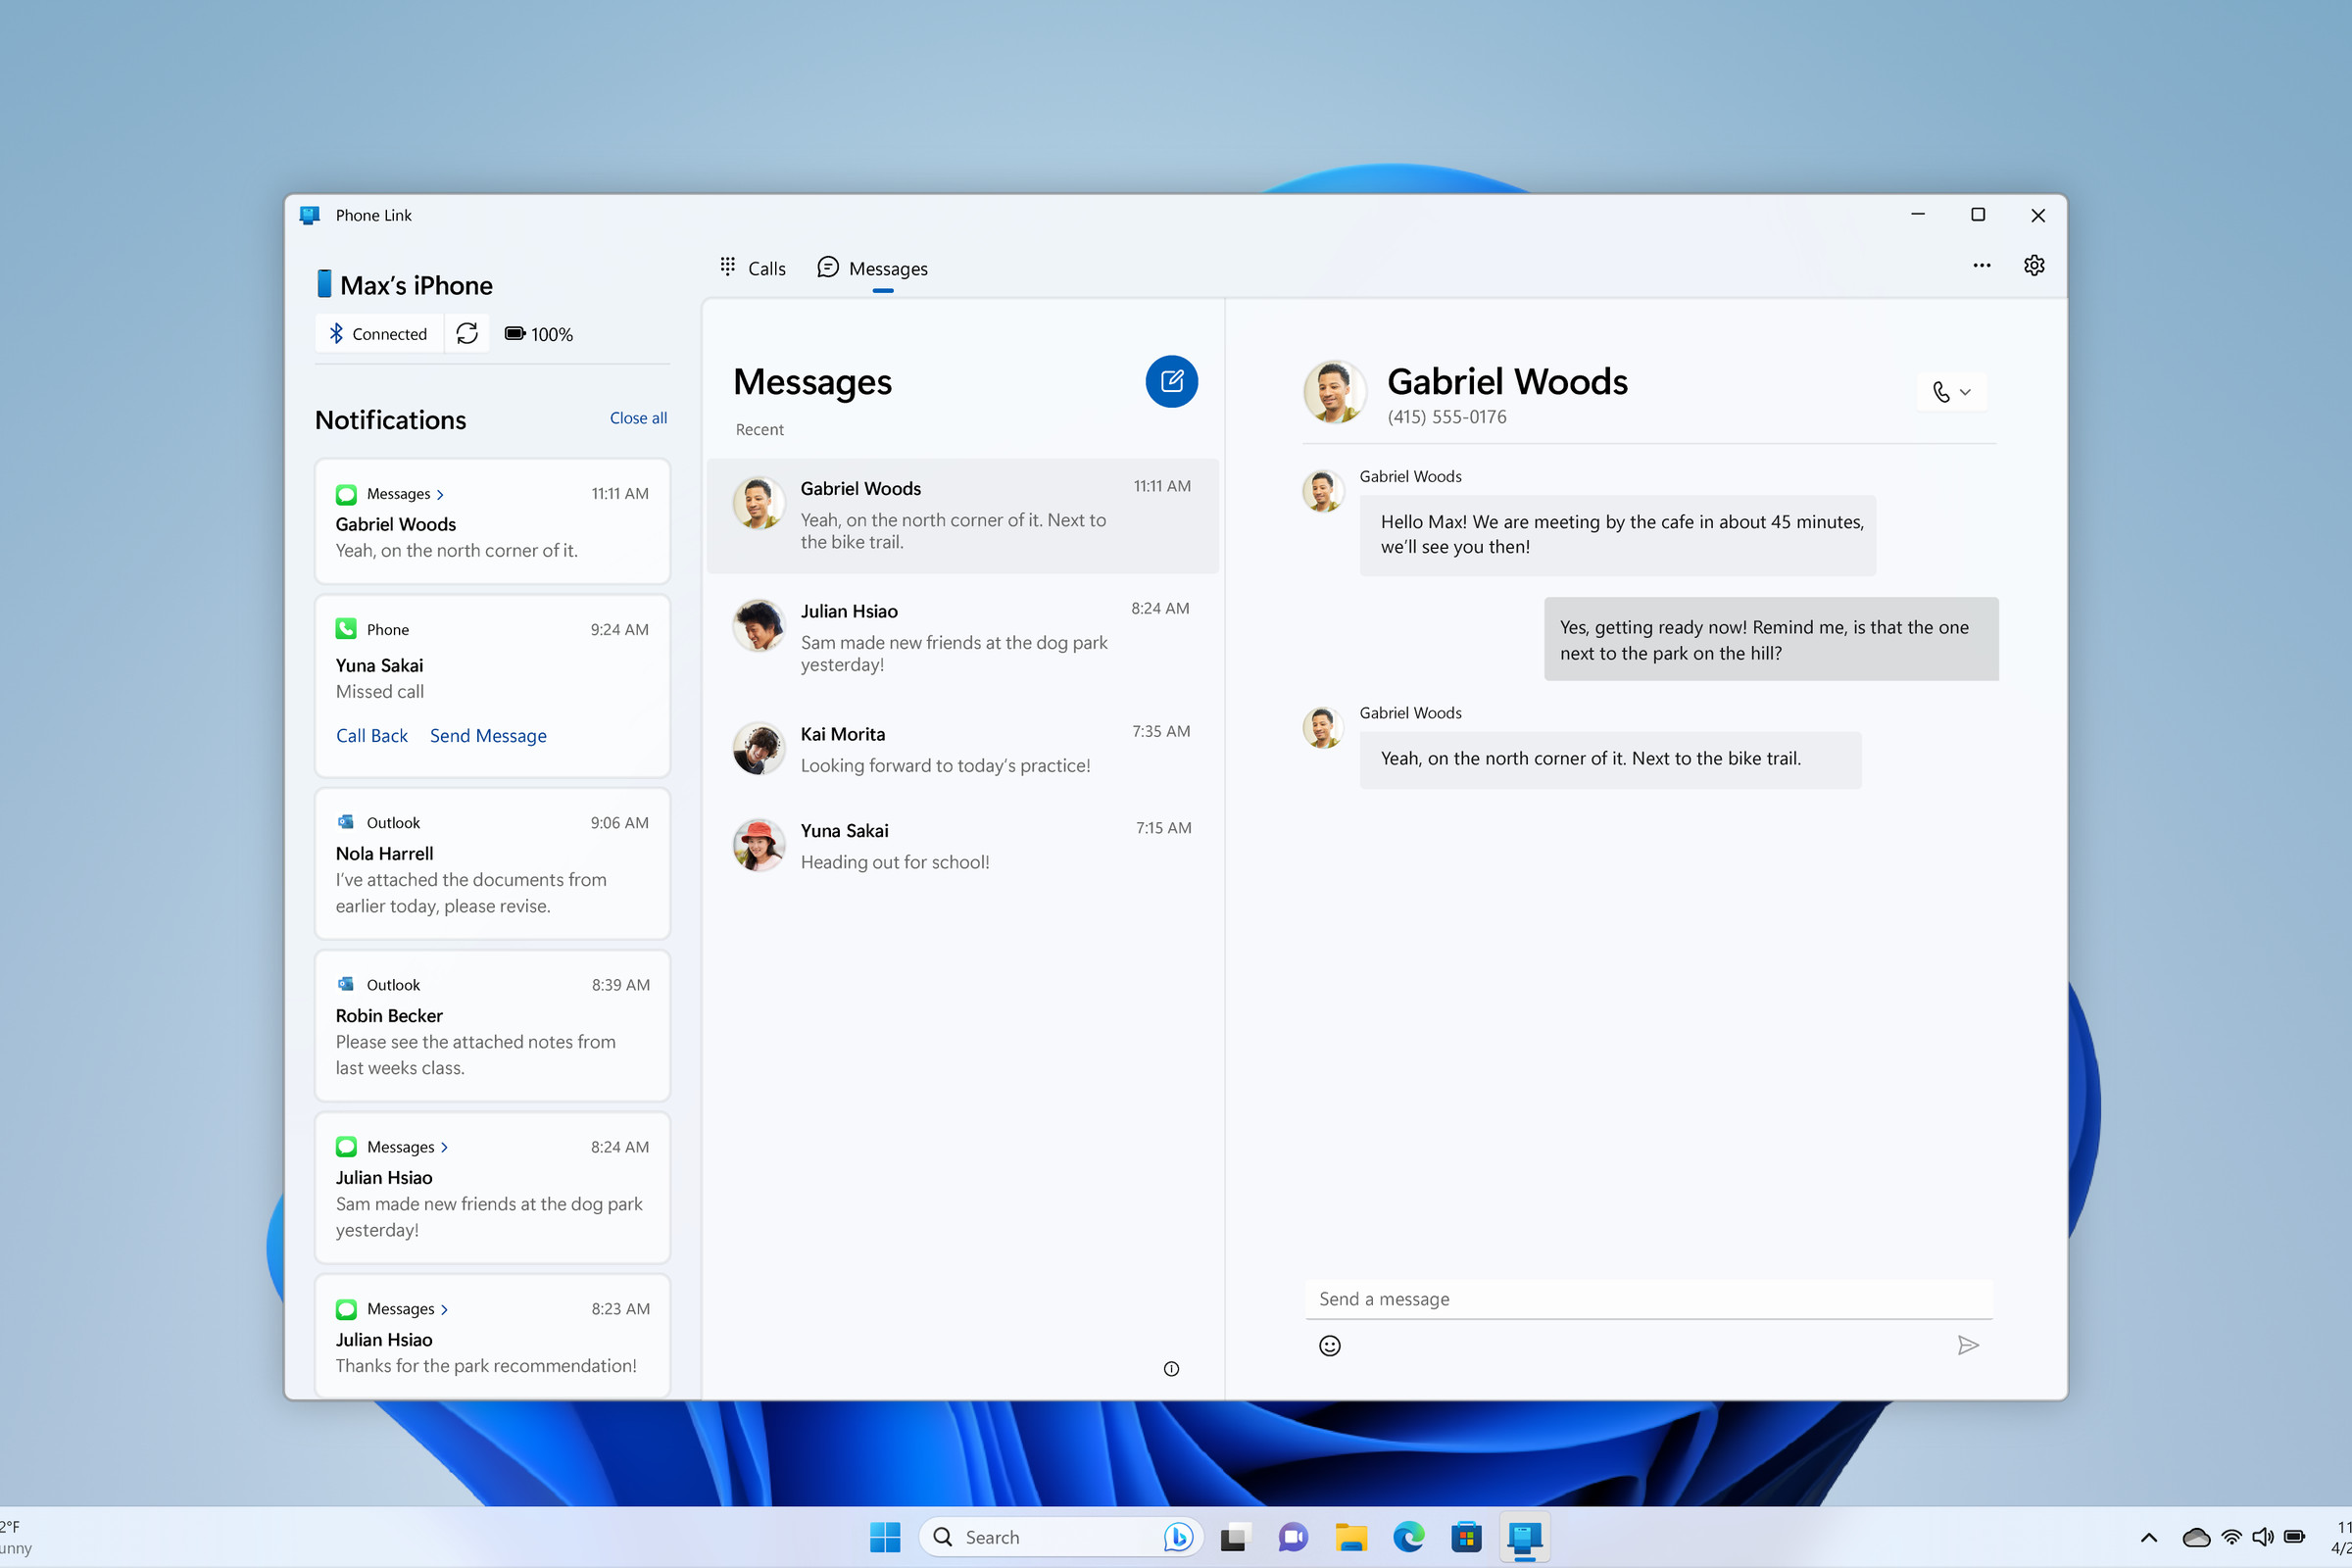 Phone Link
Max's iPhone
Connected
100%
Notifications
Close all
Messages
11:11 AM
Gabriel Woods
Yeah, on the north corner of it.
Phone
9:24 AM
Yuna Sakai
Missed call
Call Back
Send Message
Outlook
9:06 AM
Nola Harrell
I've attached the documents from
earlier today, please revise.
Outlook
8:39 AM
Robin Becker
Please see the attached notes from
last weeks class.
Messages
8:24 AM
Julian Hsiao
Sam made new friends at the dog park
yesterday!
Messages
8:23 AM
Julian Hsiao
Thanks for the park recommendation!
Calls
Messages
Messages
Recent
Gabriel Woods
11:11 AM
Yeah, on the north corner of it. Next to
the bike trail.
Julian Hsiao
8:24 AM
Sam made new friends at the dog park
yesterday!
Kai Morita
7:35 AM
Looking forward to today's practice!
Yuna Sakai
7:15 AM
Heading out for school!
Gabriel Woods
(415) 555-0176
Gabriel Woods
Hello Max! We are meeting by the cafe in about 45 minutes,
we'll see you then!
Yes, getting ready now! Remind me, is that the one
next to the park on the hill?
Gabriel Woods
Yeah, on the north corner of it. Next to the bike trail.
Send a message
2°F
unny
Search
11
4/2